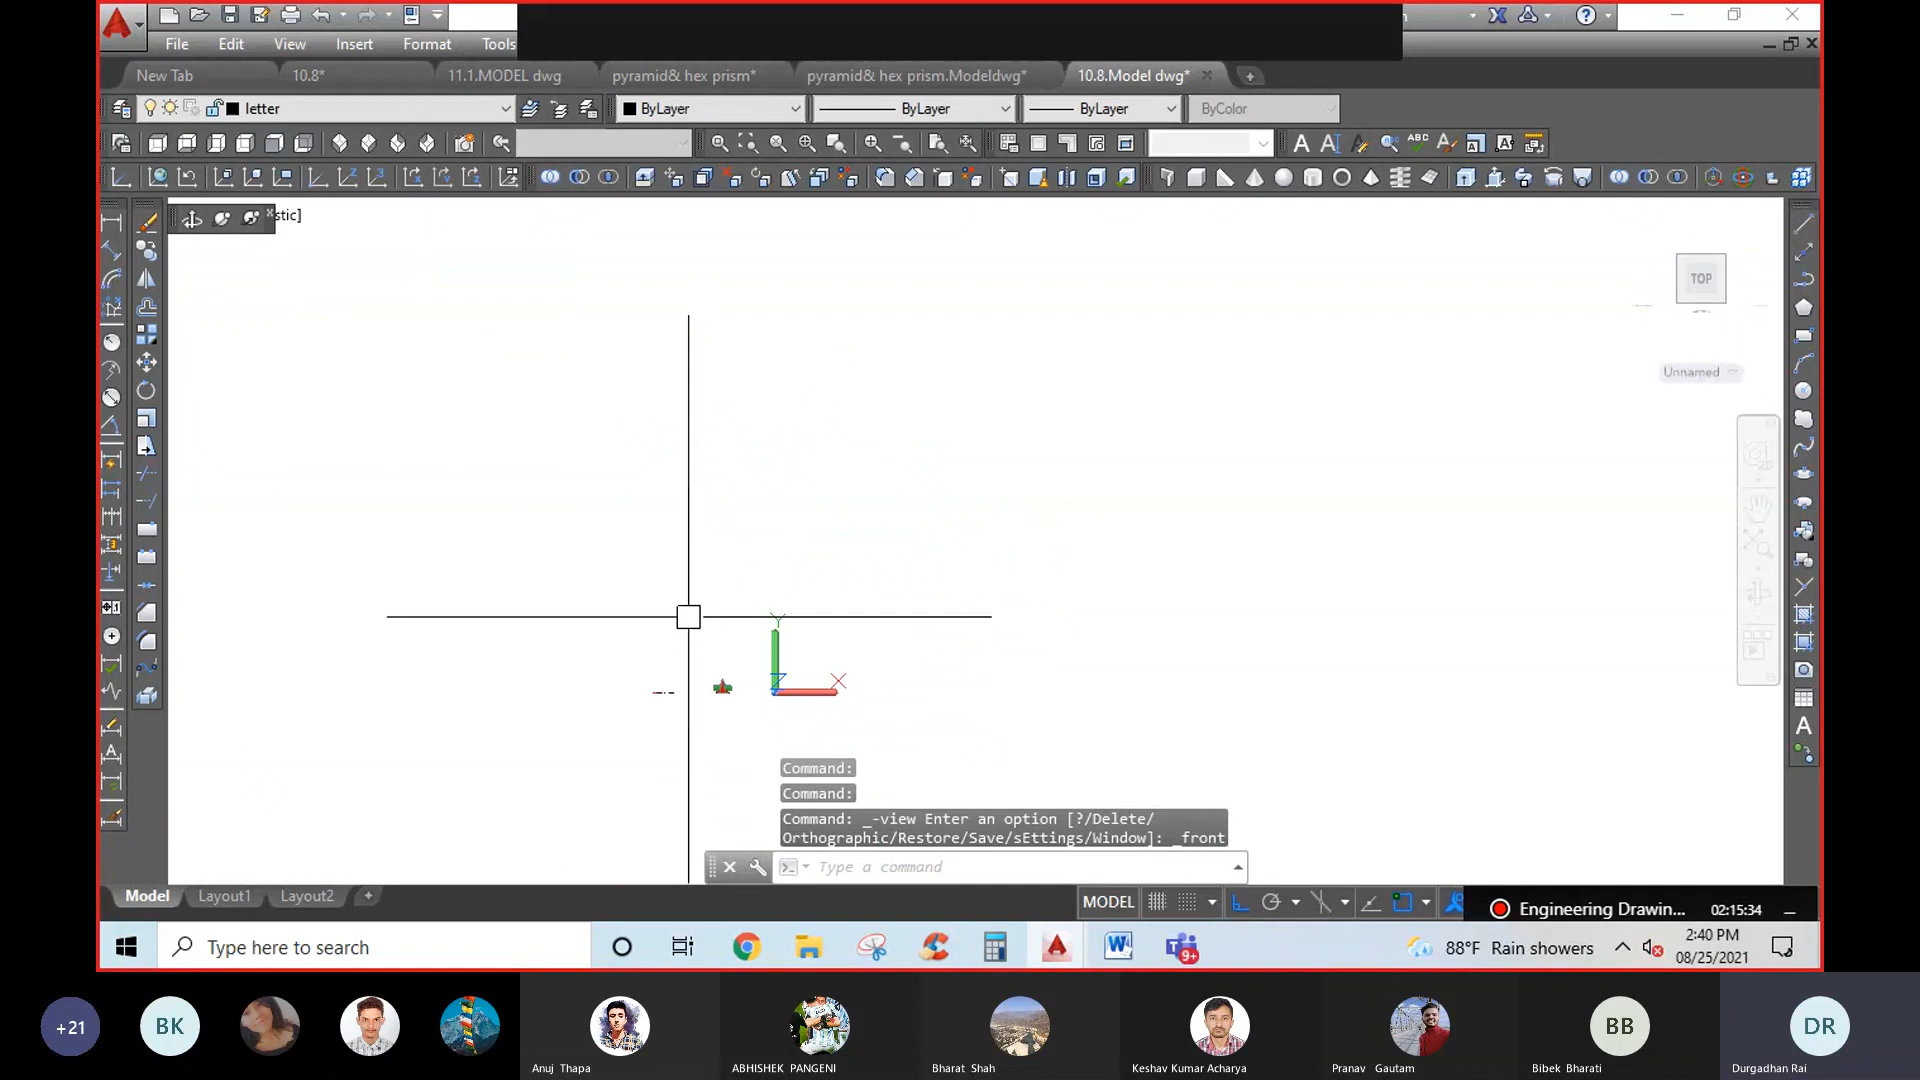 File Edit View Insert Format Tools
New Tab 10.8* 11.1.MODEL dwg pyramid& hex prism* pyramid& hex prism.Modeldwg* 10.8.Model dwg*
letter ByLayer ByLayer ByLayer ByColor
stic]
TOP
Unnamed
Y
X
Command:
Command:
Command: _-view Enter an option [?/Delete/
Orthographic/Restore/Save/sEttings/Window]: _front
Type a command
Model Layout1 Layout2 MODEL
Engineering Drawin... 02:15:34
Type here to search
9+
88°F Rain showers
2:40 PM
08/25/2021
+21 BK BB DR
Anuj Thapa ABHISHEK PANGENI Bharat Shah Keshav Kumar Acharya Pranav Gautam Bibek Bharati Durgadhan Rai